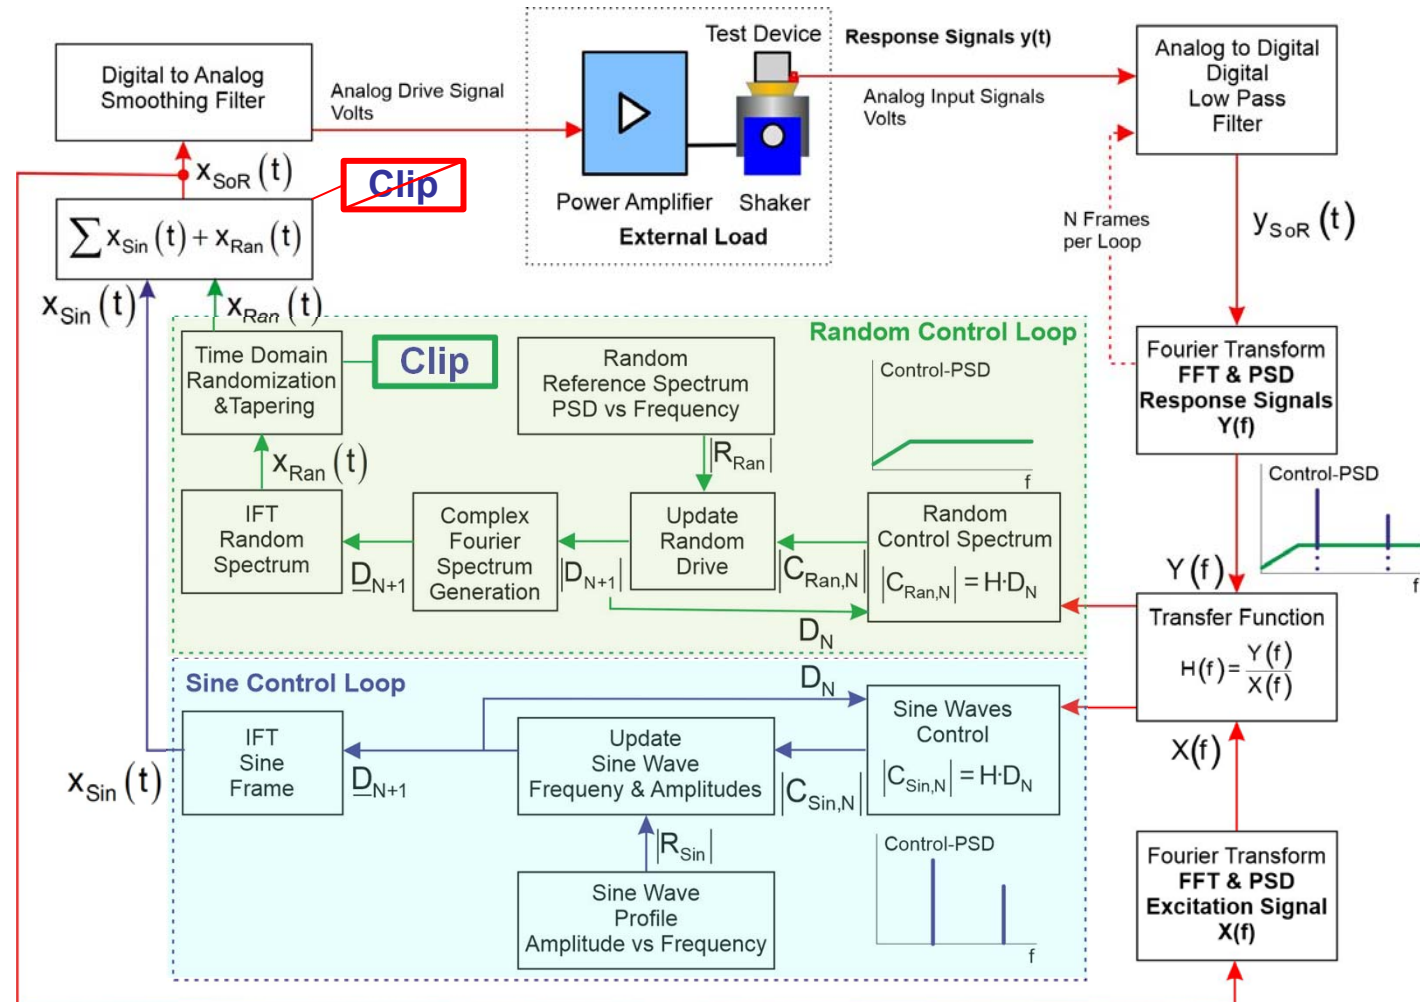 Test Device
Response Signals y(t)
Digital to Analog
Smoothing Filter
Analog Drive Signal
Volts
Analog Input Signals
Volts
Analog to Digital
Digital
Low Pass
Filter
x_SoR (t)
Clip
Power Amplifier
Shaker
External Load
N Frames
per Loop
y_SoR (t)
∑ x_Sin (t) + x_Ran (t)
x_Sin (t)
x_Ran (t)
Random Control Loop
Time Domain
Randomization
&Tapering
Clip
Random
Reference Spectrum
PSD vs Frequency
Control-PSD
f
Fourier Transform
FFT & PSD
Response Signals
Y(f)
x_Ran (t)
|R_Ran|
Control-PSD
f
IFT
Random
Spectrum
D_N+1
Complex
Fourier
Spectrum
Generation
|D_N+1|
Update
Random
Drive
|C_Ran,N|
Random
Control Spectrum
|C_Ran,N| = H·D_N
D_N
Y(f)
Transfer Function
H(f) = Y(f)
X(f)
Sine Control Loop
D_N
IFT
Sine
Frame
x_Sin (t)
D_N+1
Update
Sine Wave
Frequeny & Amplitudes
|C_Sin,N|
Sine Waves
Control
|C_Sin,N| = H·D_N
X(f)
|R_Sin|
Control-PSD
f
Sine Wave
Profile
Amplitude vs Frequency
Fourier Transform
FFT & PSD
Excitation Signal
X(f)